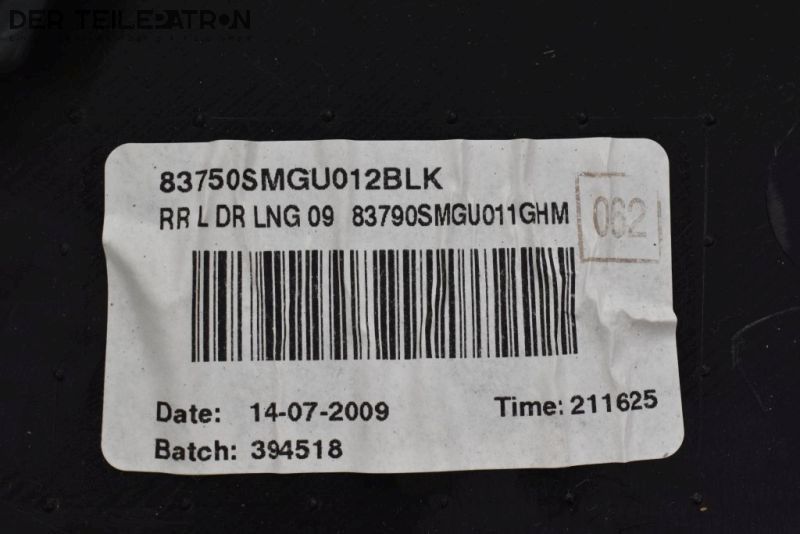 DER TEILEPATRON
83750SMGU012BLK
RR L DR LNG 09 83790SMGU011GHM
062
Date: 14-07-2009 Time: 211625
Batch: 394518